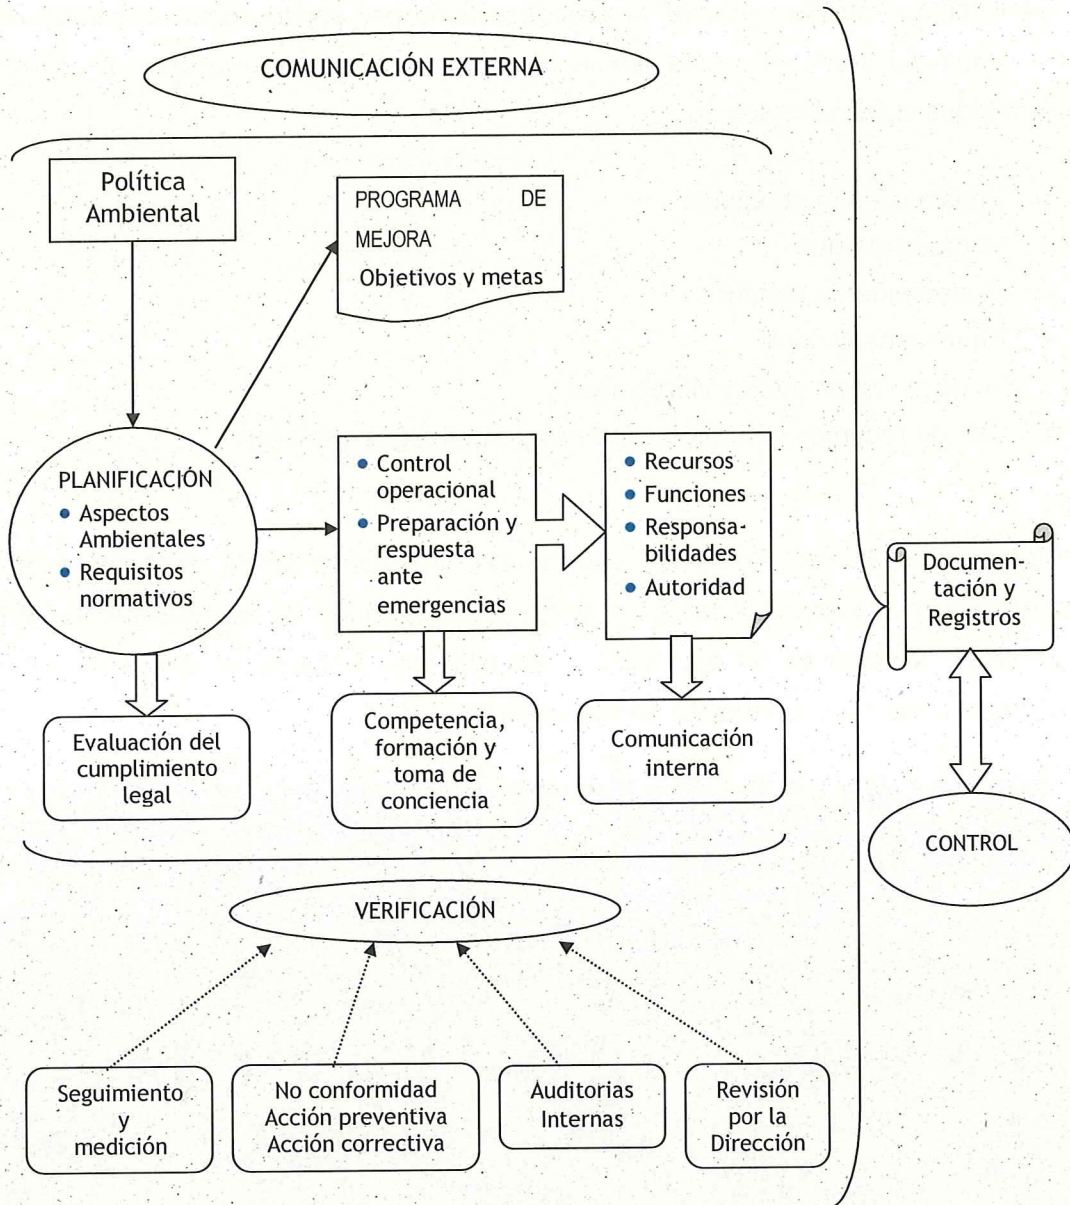 COMUNICACIÓN EXTERNA
Política
Ambiental
PROGRAMA DE
MEJORA
Objetivos y metas
PLANIFICACIÓN
• Aspectos
Ambientales
• Requisitos
normativos
• Control
operacional
• Preparación y
respuesta
ante
emergencias
• Recursos
• Funciones
• Responsa-
bilidades
• Autoridad
Documen-
tación y
Registros
Evaluación del
cumplimiento
legal
Competencia,
formación y
toma de
conciencia
Comunicación
interna
CONTROL
VERIFICACIÓN
Seguimiento
y
medición
No conformidad
Acción preventiva
Acción correctiva
Auditorias
Internas
Revisión
por la
Dirección